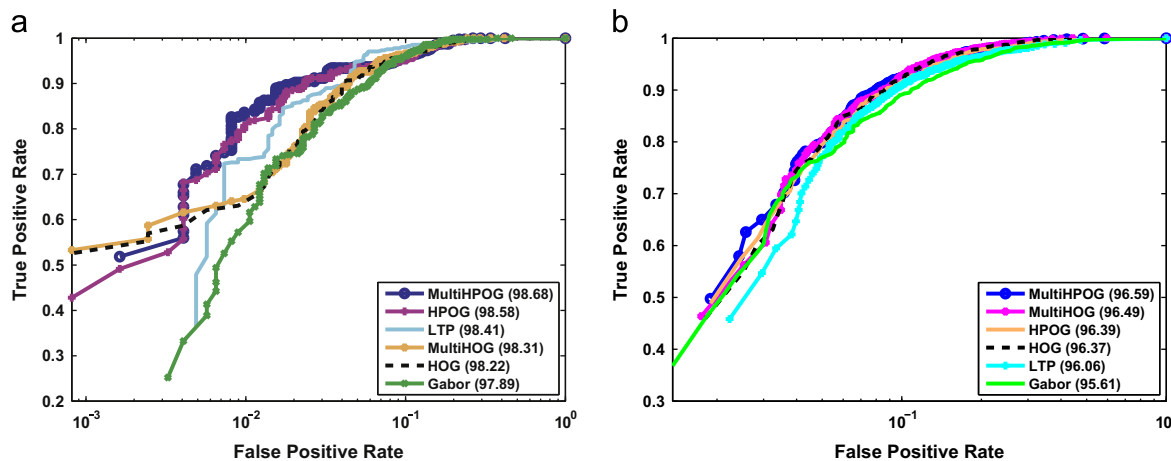 a
b
1
0.9
0.8
0.7
0.6
0.5
0.4
0.3
0.2
True Positive Rate
10^-3
10^-2
10^-1
10^0
False Positive Rate
MultiHPOG (98.68)
HPOG (98.58)
LTP (98.41)
MultiHOG (98.31)
HOG (98.22)
Gabor (97.89)
1
0.9
0.8
0.7
0.6
0.5
0.4
0.3
True Positive Rate
10^-1
10
False Positive Rate
MultiHPOG (96.59)
MultiHOG (96.49)
HPOG (96.39)
HOG (96.37)
LTP (96.06)
Gabor (95.61)